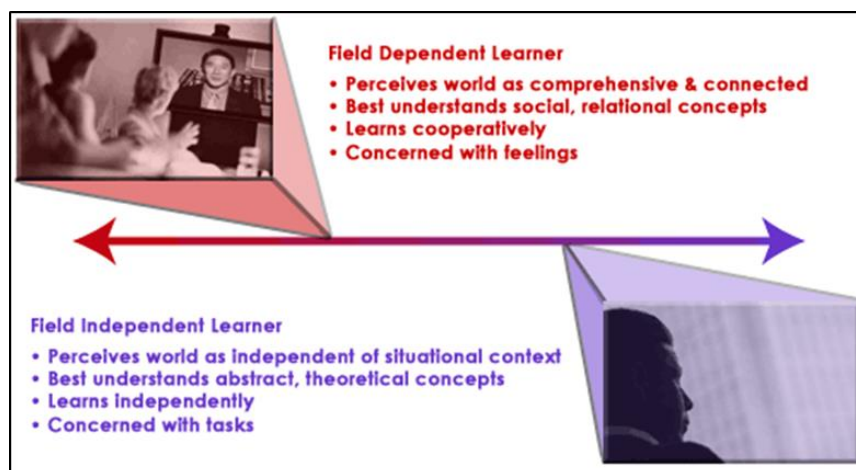 Field Dependent Learner
• Perceives world as comprehensive & connected
• Best understands social, relational concepts
• Learns cooperatively
• Concerned with feelings
Field Independent Learner
• Perceives world as independent of situational context
• Best understands abstract, theoretical concepts
• Learns independently
• Concerned with tasks